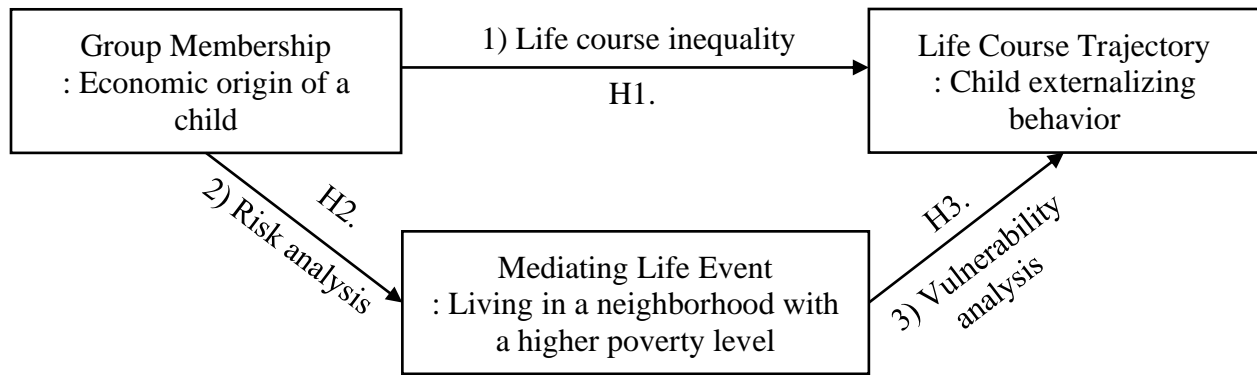 Group Membership
: Economic origin of a
child
1) Life course inequality
H1.
Life Course Trajectory
: Child externalizing
behavior
H2.
2) Risk analysis
Mediating Life Event
: Living in a neighborhood with
a higher poverty level
H3.
3) Vulnerability
analysis